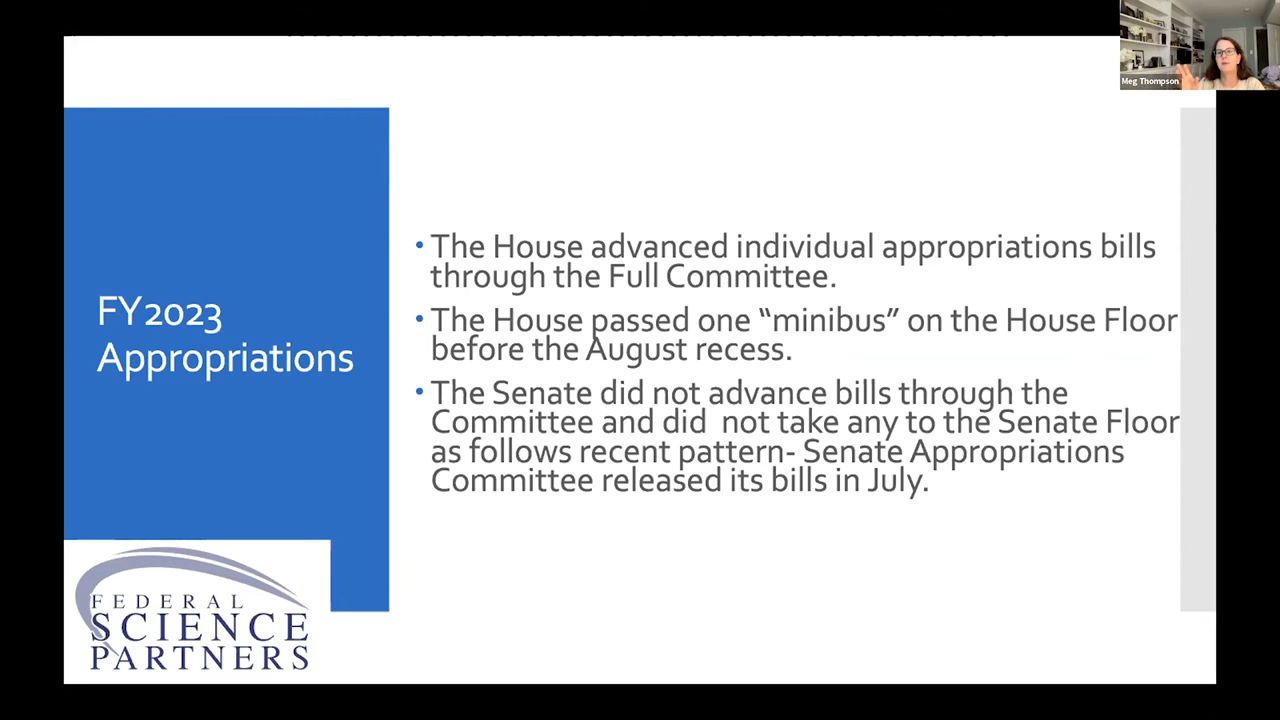 Meg Thompson
FY2023
Appropriations
• The House advanced individual appropriations bills
through the Full Committee.
• The House passed one “minibus” on the House Floor
before the August recess.
• The Senate did not advance bills through the
Committee and did  not take any to the Senate Floor
as follows recent pattern- Senate Appropriations
Committee released its bills in July.
FEDERAL
SCIENCE
PARTNERS